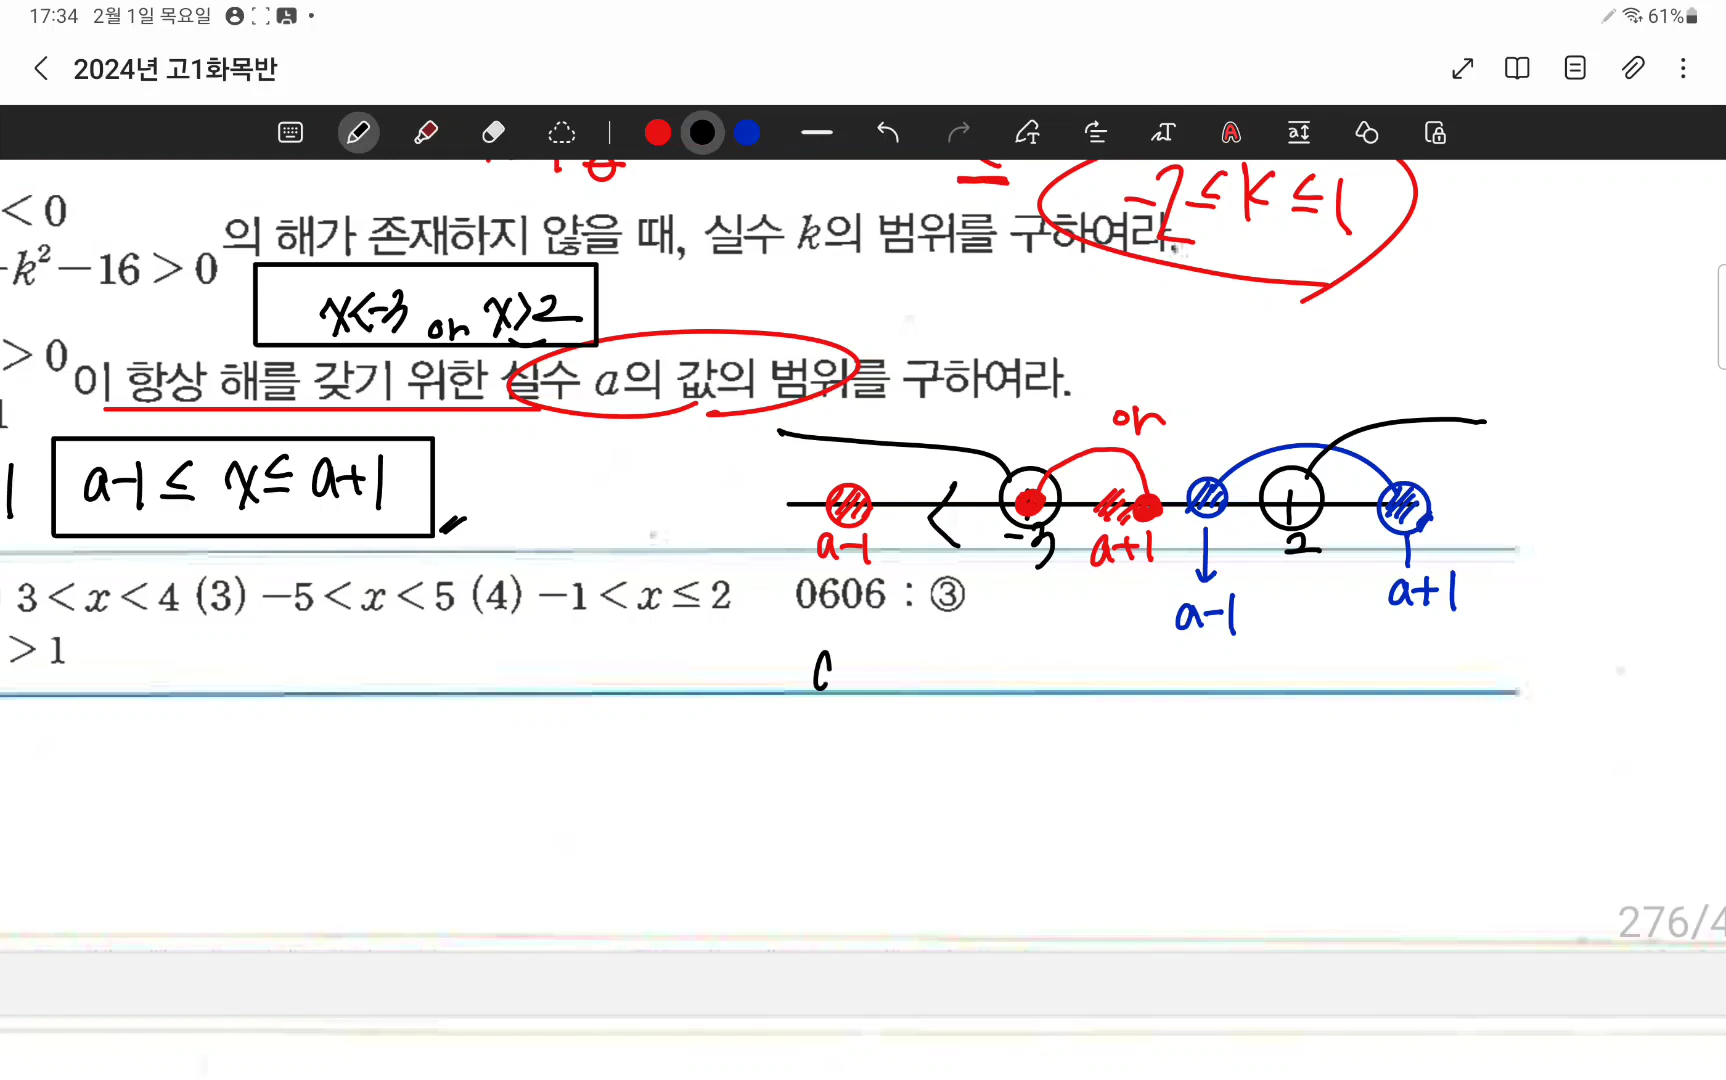 17:34 2월 1일 목요일 61%
2024년 고1화목반
-2 ≤ k ≤ 1
< 0
의 해가 존재하지 않을 때, 실수 k의 범위를 구하여라.
-k² - 16 > 0
x<-3 or x>2
> 0
이 항상 해를 갖기 위한 실수 a의 값의 범위를 구하여라.
1
or
a-1 ≤ x ≤ a+1
a-1 -3 a+1 2
a-1 a+1
3 < x < 4 (3) -5 < x < 5 (4) -1 < x ≤ 2 0606 : ③
> 1
276/4